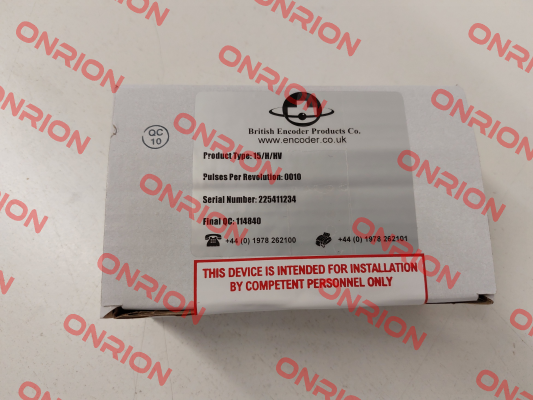 QC
10
British Encoder Products Co.
www.encoder.co.uk
Product Type: 15/H/HV
Pulses Per Revolution: 0010
Serial Number: 225411234
Final QC: 114840
+44 (0) 1978 262100 +44 (0) 1978 262101
THIS DEVICE IS INTENDED FOR INSTALLATION
BY COMPETENT PERSONNEL ONLY
ONRION
ONRION
ONRION
ONRION
ONRION
ONRION
ONRION
ONRION
ONRION
ONRION
ONRION
ONRION